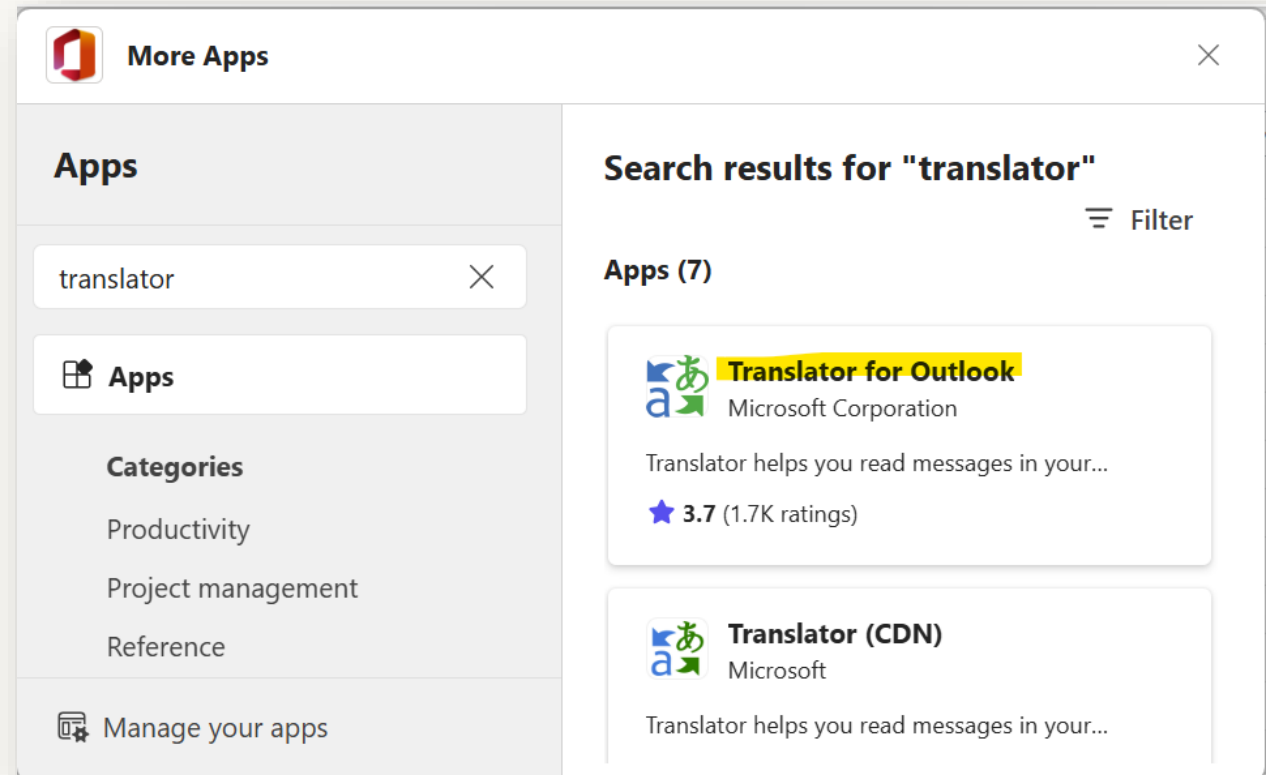 More Apps
Apps
translator
Apps
Categories
Productivity
Project management
Reference
Manage your apps
Search results for "translator"
Filter
Apps (7)
Translator for Outlook
Microsoft Corporation
Translator helps you read messages in your...
3.7 (1.7K ratings)
Translator (CDN)
Microsoft
Translator helps you read messages in your...